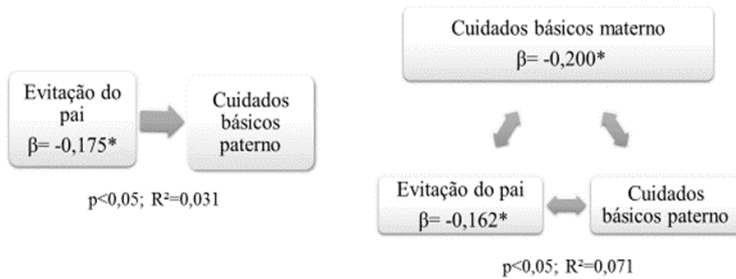 Evitação do
pai
β= -0,175*
Cuidados
básicos
paterno
p<0,05; R²=0,031
Cuidados básicos materno
β= -0,200*
Evitação do pai
β= -0,162*
Cuidados
básicos paterno
p<0,05; R²=0,071